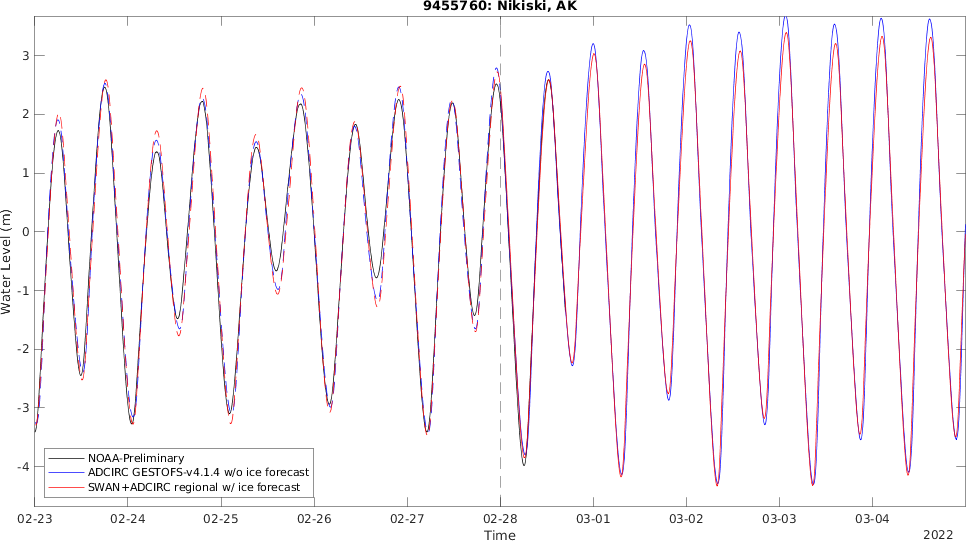 9455760: Nikiski, AK
3
2
1
0
-1
-2
-3
-4
Water Level (m)
NOAA-Preliminary
ADCIRC GESTOFS-v4.1.4 w/o ice forecast
SWAN+ADCIRC regional w/ ice forecast
02-23 02-24 02-25 02-26 02-27 02-28 03-01 03-02 03-03 03-04
Time
2022